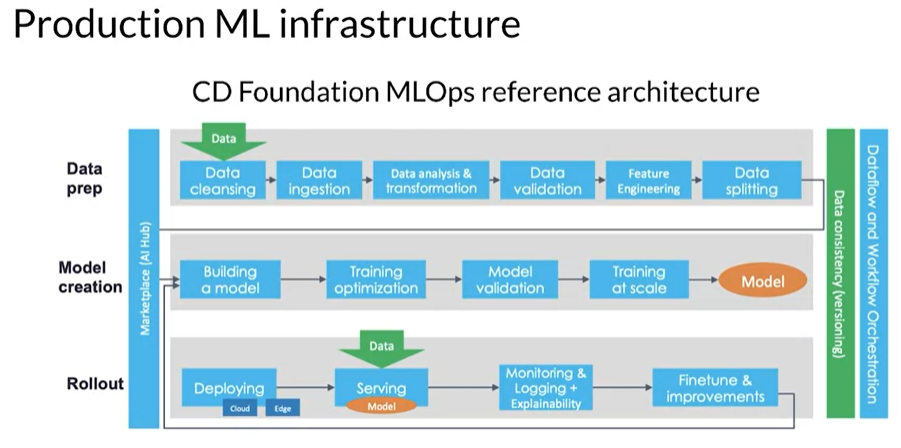 Production ML infrastructure
CD Foundation MLOps reference architecture
Data
prep
Marketplace (AI Hub)
Data
Data
cleansing
Data
ingestion
Data analysis &
transformation
Data
validation
Feature
Engineering
Data
splitting
Model
creation
Building
a model
Training
optimization
Model
validation
Training
at scale
Model
Rollout
Deploying
Cloud
Edge
Data
Serving
Model
Monitoring &
Logging +
Explainability
Finetune &
improvements
Data consistency (versioning)
Dataflow and Workflow Orchestration